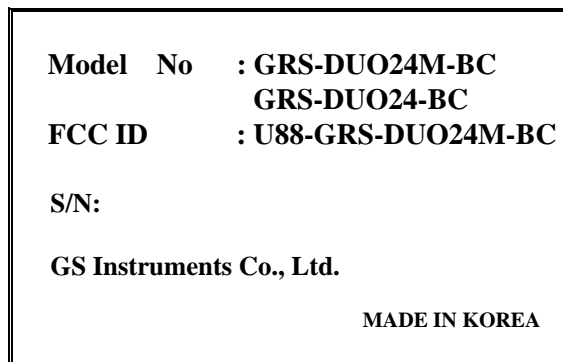 Model No : GRS-DUO24M-BC
GRS-DUO24-BC
FCC ID : U88-GRS-DUO24M-BC
S/N:
GS Instruments Co., Ltd.
MADE IN KOREA